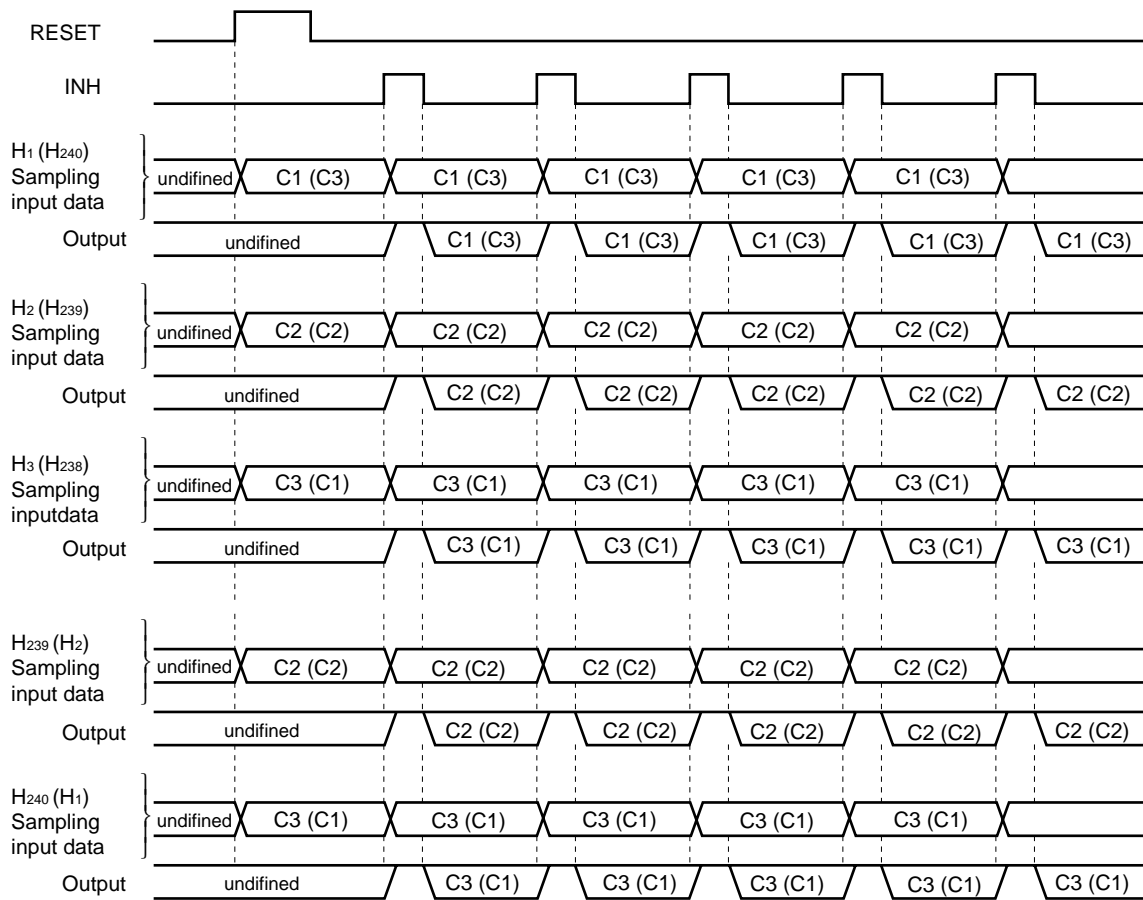 RESET
INH
H1 (H240)
Sampling
input data
undifined C1 (C3) C1 (C3) C1 (C3) C1 (C3) C1 (C3)
Output undifined C1 (C3) C1 (C3) C1 (C3) C1 (C3) C1 (C3)
H2 (H239)
Sampling
input data
undifined C2 (C2) C2 (C2) C2 (C2) C2 (C2) C2 (C2)
Output undifined C2 (C2) C2 (C2) C2 (C2) C2 (C2) C2 (C2)
H3 (H238)
Sampling
inputdata
undifined C3 (C1) C3 (C1) C3 (C1) C3 (C1) C3 (C1)
Output undifined C3 (C1) C3 (C1) C3 (C1) C3 (C1) C3 (C1)
H239 (H2)
Sampling
input data
undifined C2 (C2) C2 (C2) C2 (C2) C2 (C2) C2 (C2)
Output undifined C2 (C2) C2 (C2) C2 (C2) C2 (C2) C2 (C2)
H240 (H1)
Sampling
input data
undifined C3 (C1) C3 (C1) C3 (C1) C3 (C1) C3 (C1)
Output undifined C3 (C1) C3 (C1) C3 (C1) C3 (C1) C3 (C1)